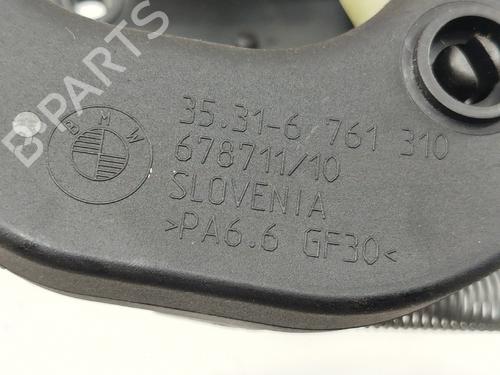 B-PARTS
BMW
35.31-6 761 310
678711/10
SLOVENIA
>PA6.6 GF30<